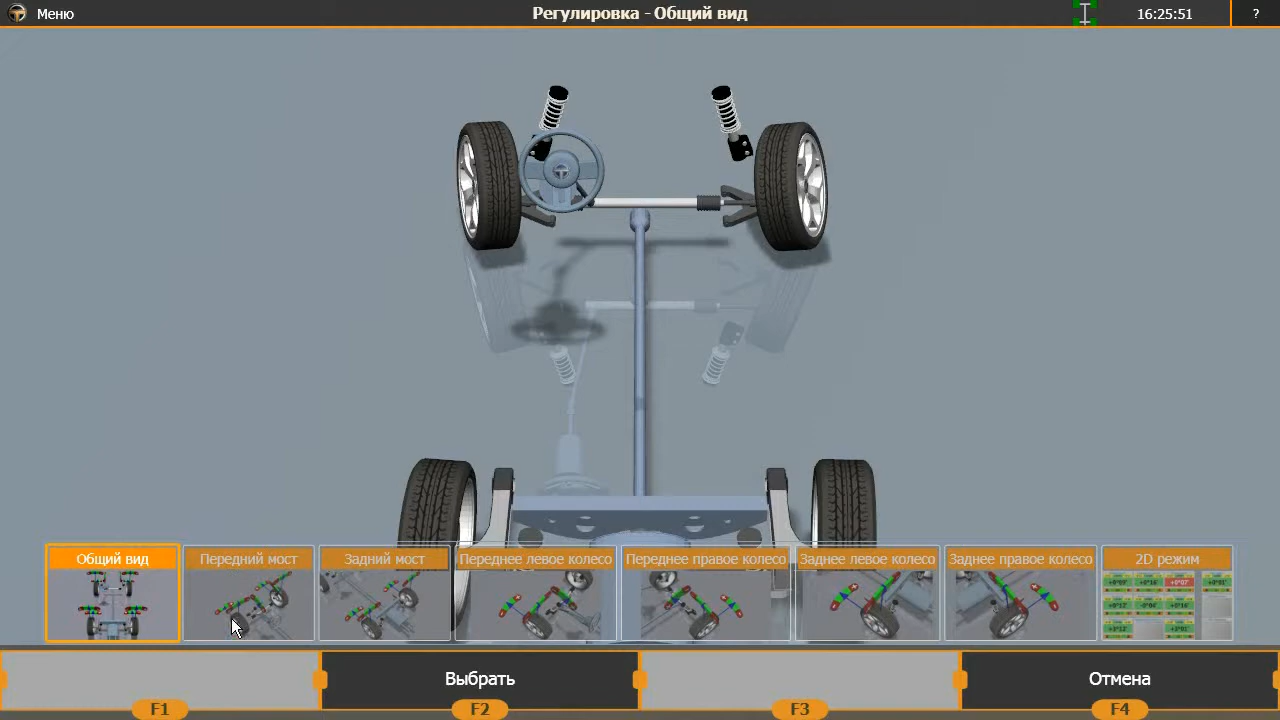 Меню
Регулировка - Общий вид
16:25:51
?
Общий вид
Передний мост
Задний мост
Переднее левое колесо
Переднее правое колесо
Заднее левое колесо
Заднее правое колесо
2D режим
Выбрать
Отмена
F1
F2
F3
F4